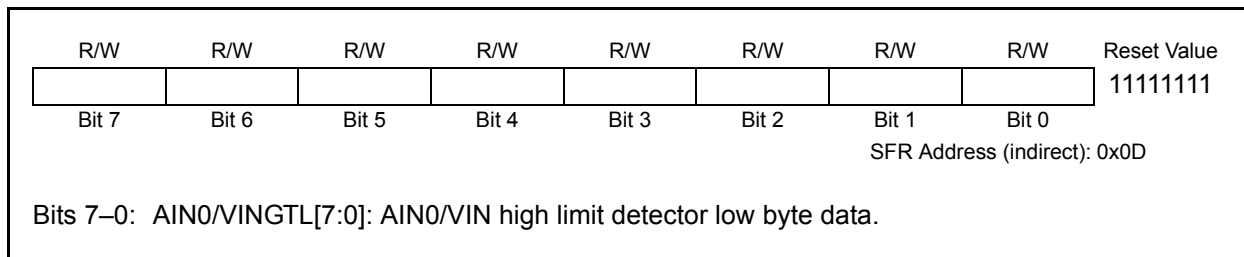 R/W R/W R/W R/W R/W R/W R/W R/W Reset Value
11111111
Bit 7 Bit 6 Bit 5 Bit 4 Bit 3 Bit 2 Bit 1 Bit 0
SFR Address (indirect): 0x0D
Bits 7–0: AIN0/VINGTL[7:0]: AIN0/VIN high limit detector low byte data.